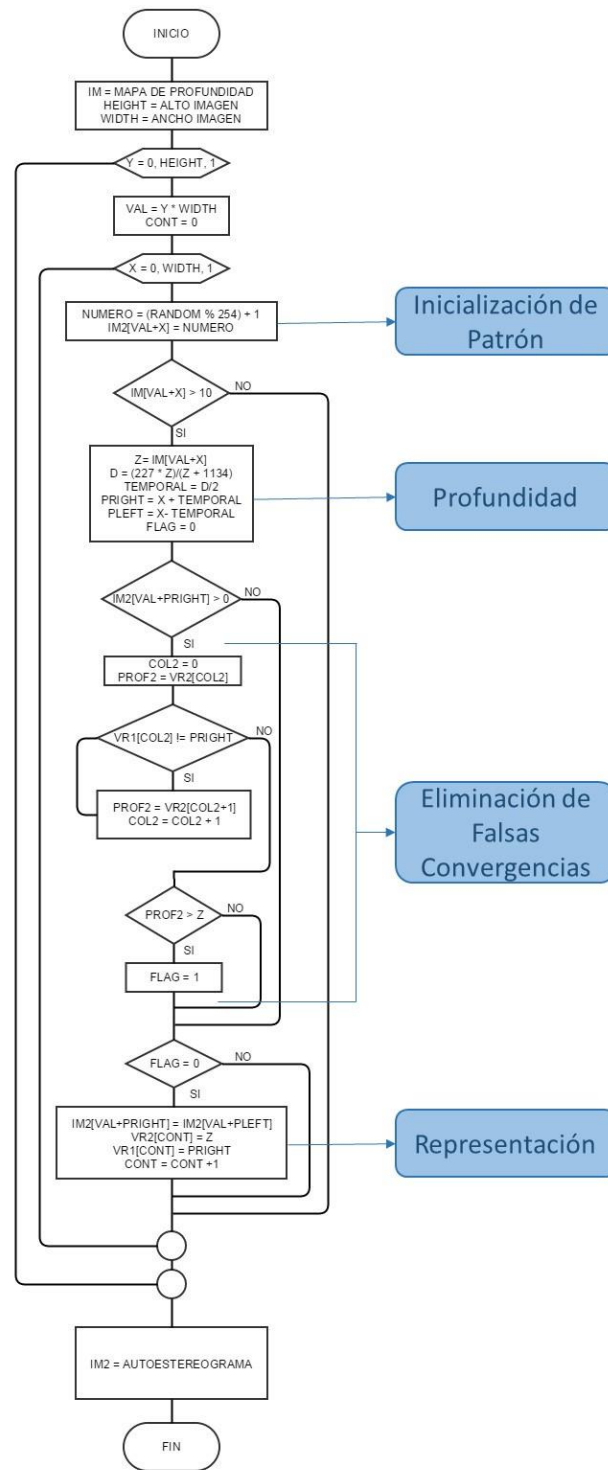 INICIO
IM = MAPA DE PROFUNDIDAD
HEIGHT = ALTO IMAGEN
WIDTH = ANCHO IMAGEN
Y = 0, HEIGHT, 1
VAL = Y * WIDTH
CONT = 0
X = 0, WIDTH, 1
NUMERO = (RANDOM % 254) + 1
IM2[VAL+X] = NUMERO
Inicialización de
Patrón
IM[VAL+X] > 10
NO
SI
Z= IM[VAL+X]
D = (227 * Z)/(Z + 1134)
TEMPORAL = D/2
PRIGHT = X + TEMPORAL
PLEFT = X- TEMPORAL
FLAG = 0
Profundidad
IM2[VAL+PRIGHT] > 0
NO
SI
COL2 = 0
PROF2 = VR2[COL2]
VR1[COL2] != PRIGHT
NO
SI
PROF2 = VR2[COL2+1]
COL2 = COL2 + 1
Eliminación de
Falsas
Convergencias
PROF2 > Z
NO
SI
FLAG = 1
FLAG = 0
NO
SI
IM2[VAL+PRIGHT] = IM2[VAL+PLEFT]
VR2[CONT] = Z
VR1[CONT] = PRIGHT
CONT = CONT +1
Representación
IM2 = AUTOESTEREOGRAMA
FIN